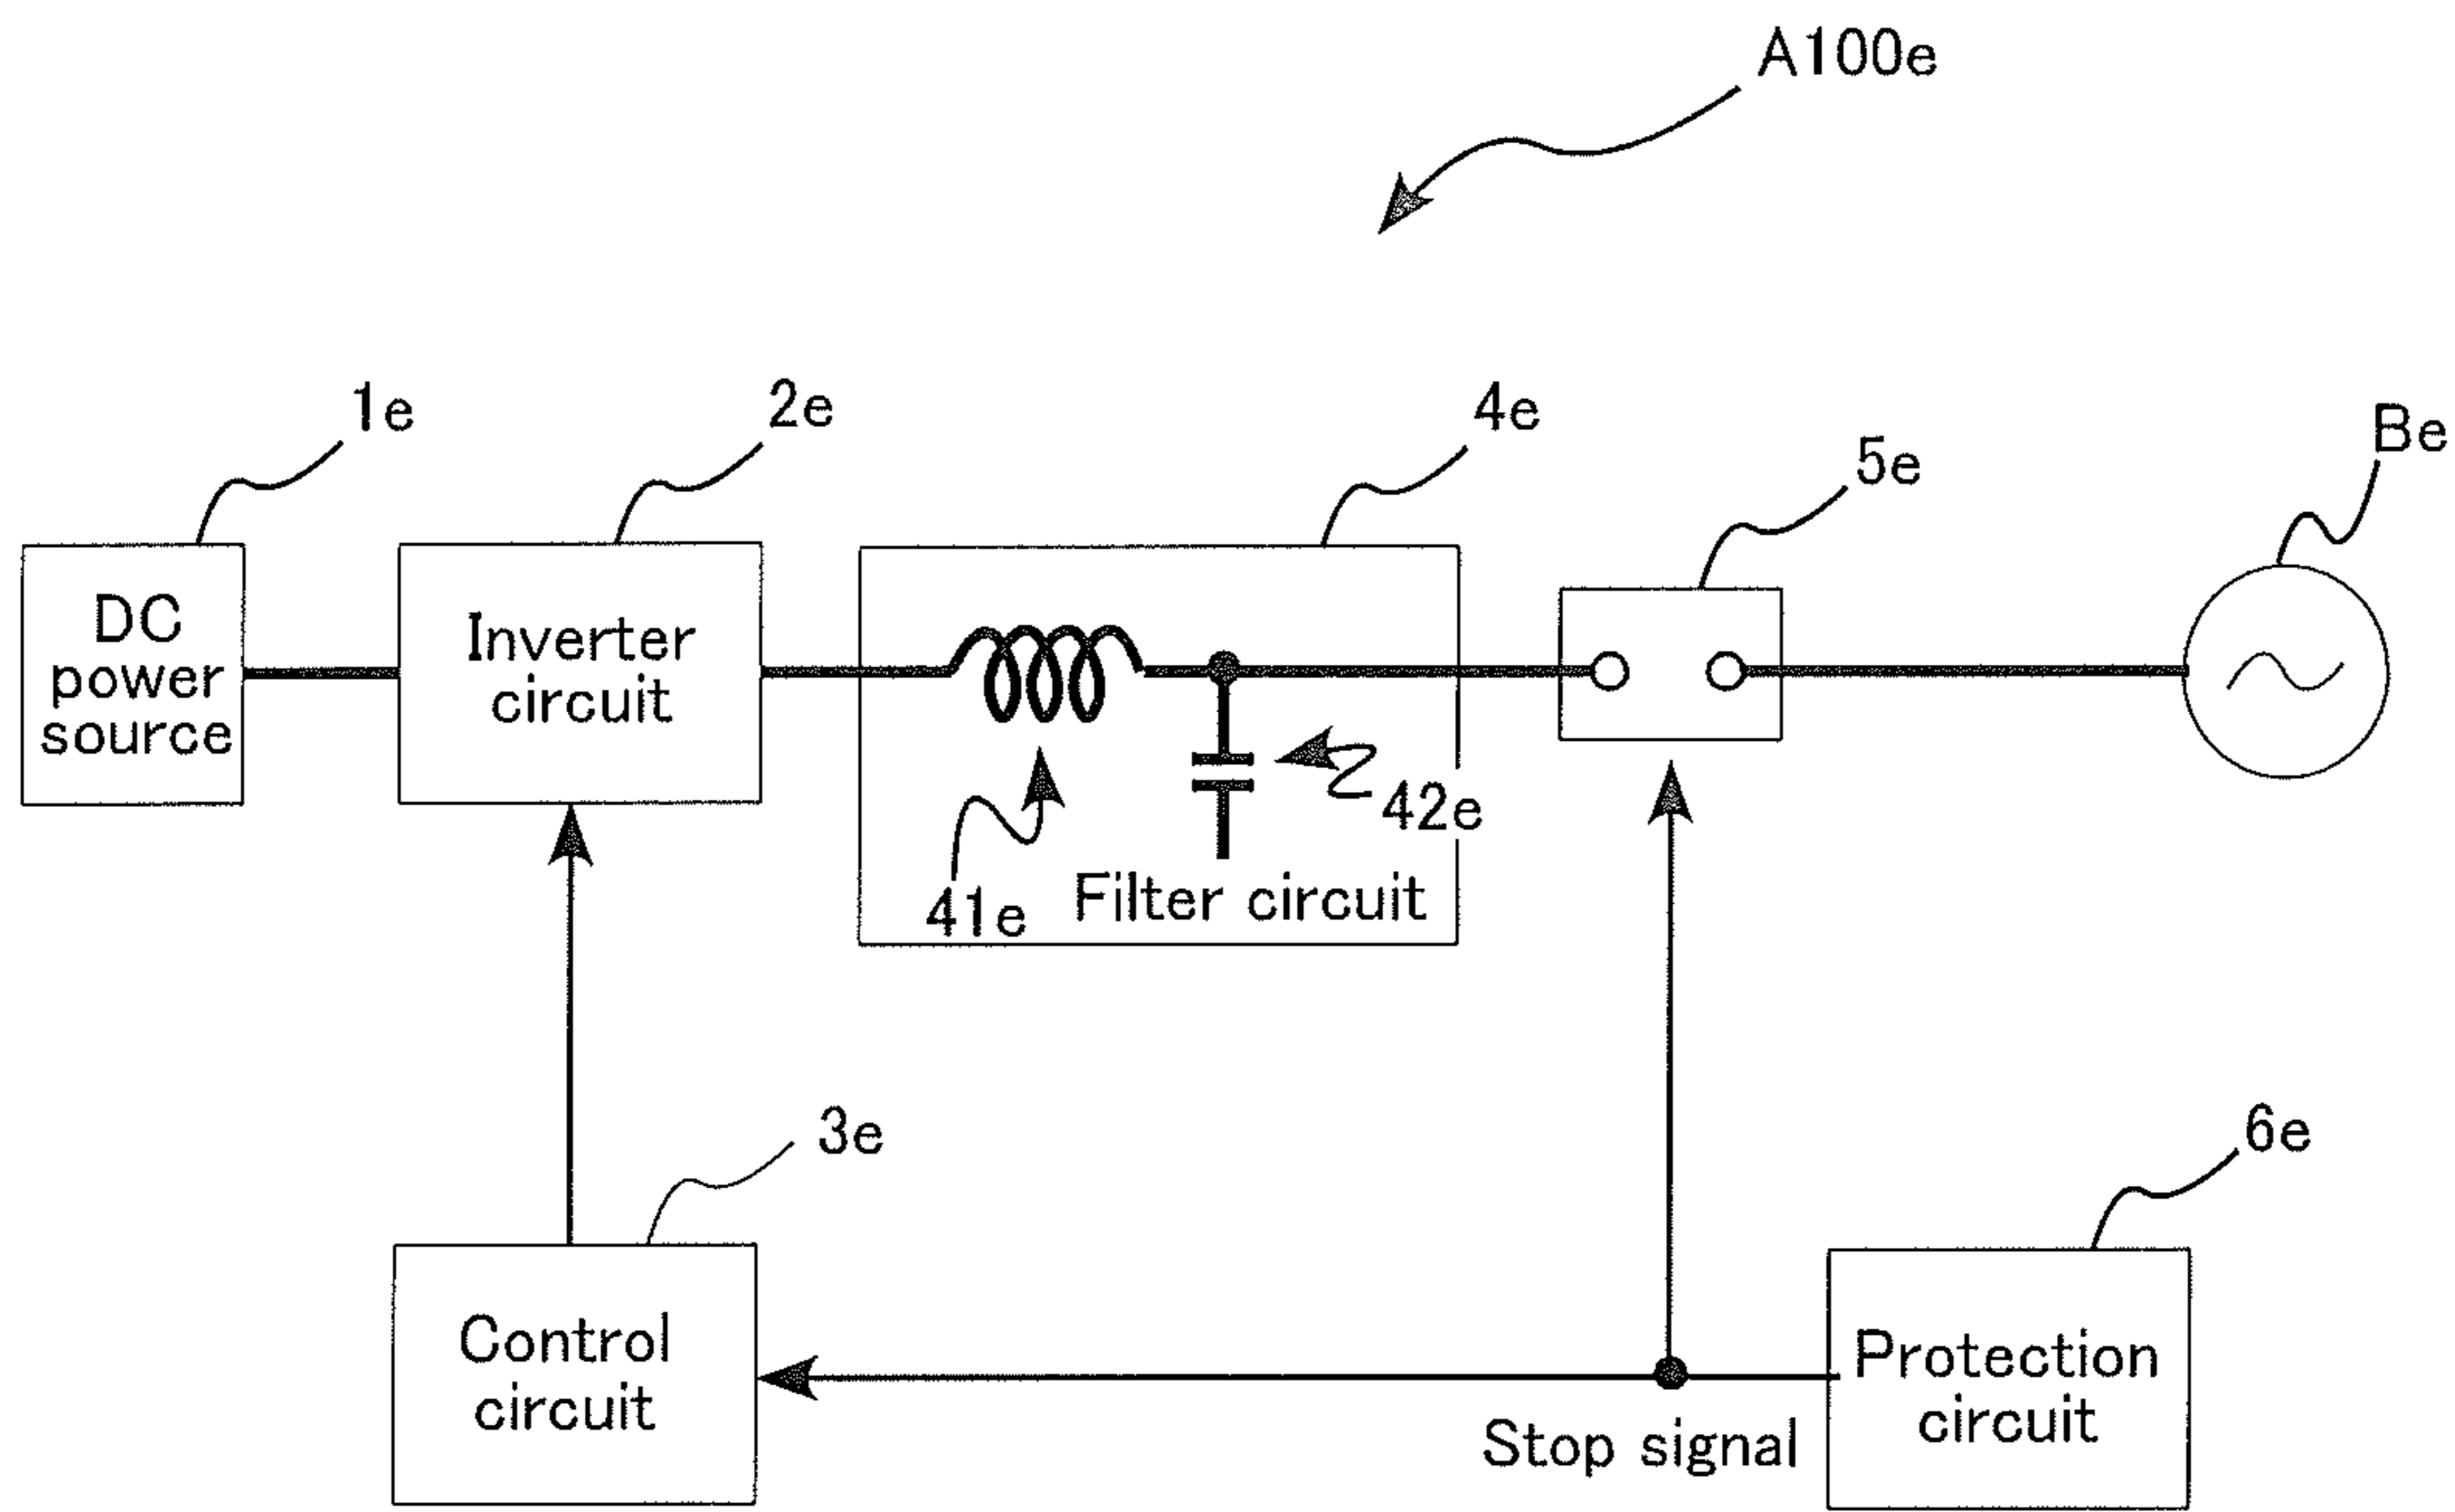 A100e
1e
2e
4e
5e
Be
DC
power
source
Inverter
circuit
42e
41e
Filter circuit
3e
6e
Control
circuit
Protection
circuit
Stop signal